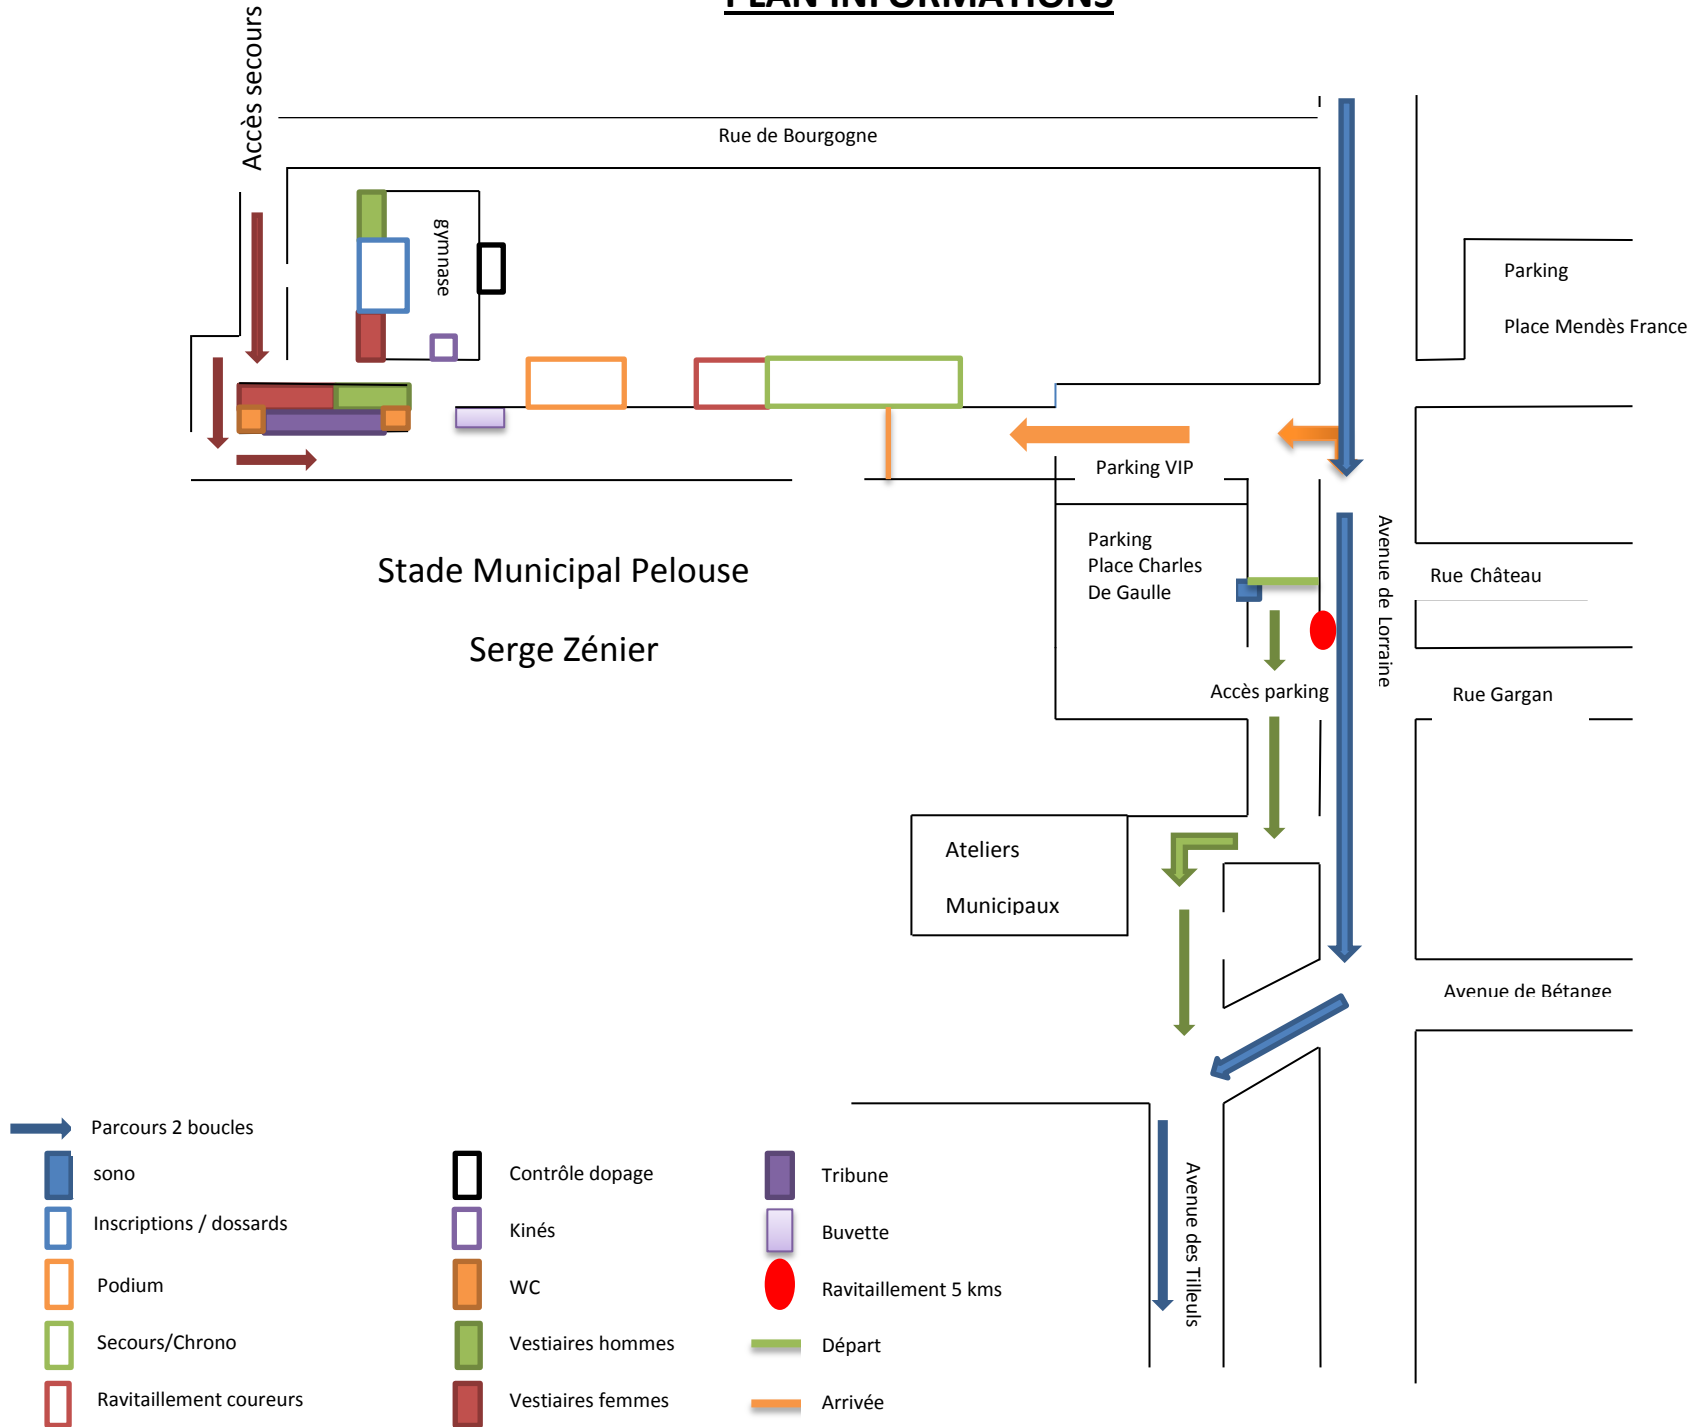 PLAN INFORMATIONS
Accès secours
Rue de Bourgogne
gymnase
Parking
Place Mendès France
Parking VIP
Parking
Place Charles
De Gaulle
Avenue de Lorraine
Rue Château
Stade Municipal Pelouse
Serge Zénier
Accès parking
Rue Gargan
Ateliers
Municipaux
Avenue de Bétange
Avenue des Tilleuls
Parcours 2 boucles
sono
Inscriptions / dossards
Podium
Secours/Chrono
Ravitaillement coureurs
Contrôle dopage
Kinés
WC
Vestiaires hommes
Vestiaires femmes
Tribune
Buvette
Ravitaillement 5 kms
Départ
Arrivée